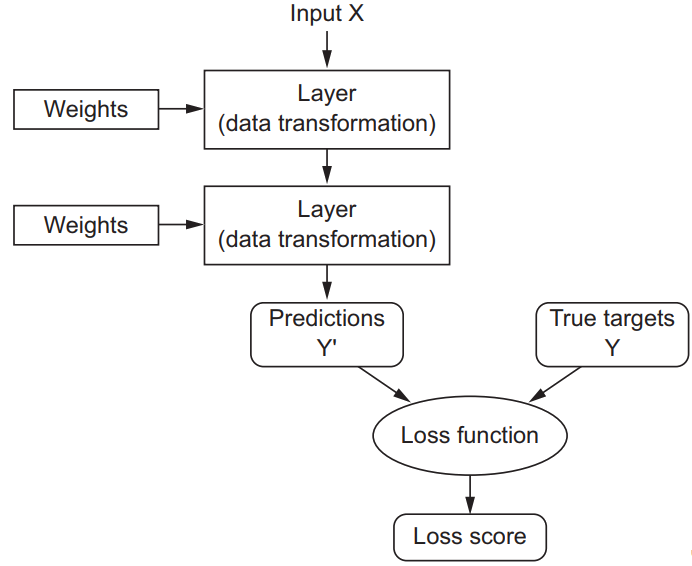 Input X
Weights
Layer
(data transformation)
Weights
Layer
(data transformation)
Predictions
Y'
True targets
Y
Loss function
Loss score